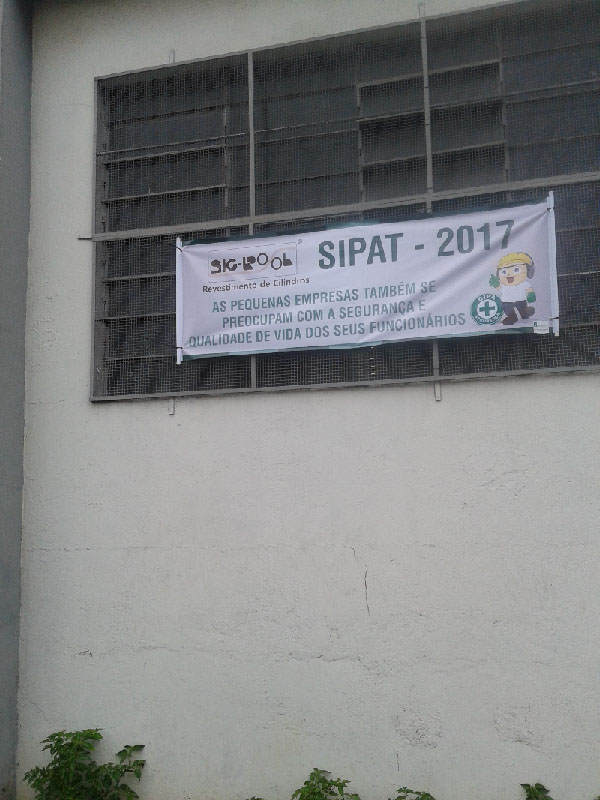 SIG-ROOL ®
SIPAT - 2017
Revestimento de Cilindros
AS PEQUENAS EMPRESAS TAMBÉM SE
PREOCUPAM COM A SEGURANÇA E
QUALIDADE DE VIDA DOS SEUS FUNCIONÁRIOS